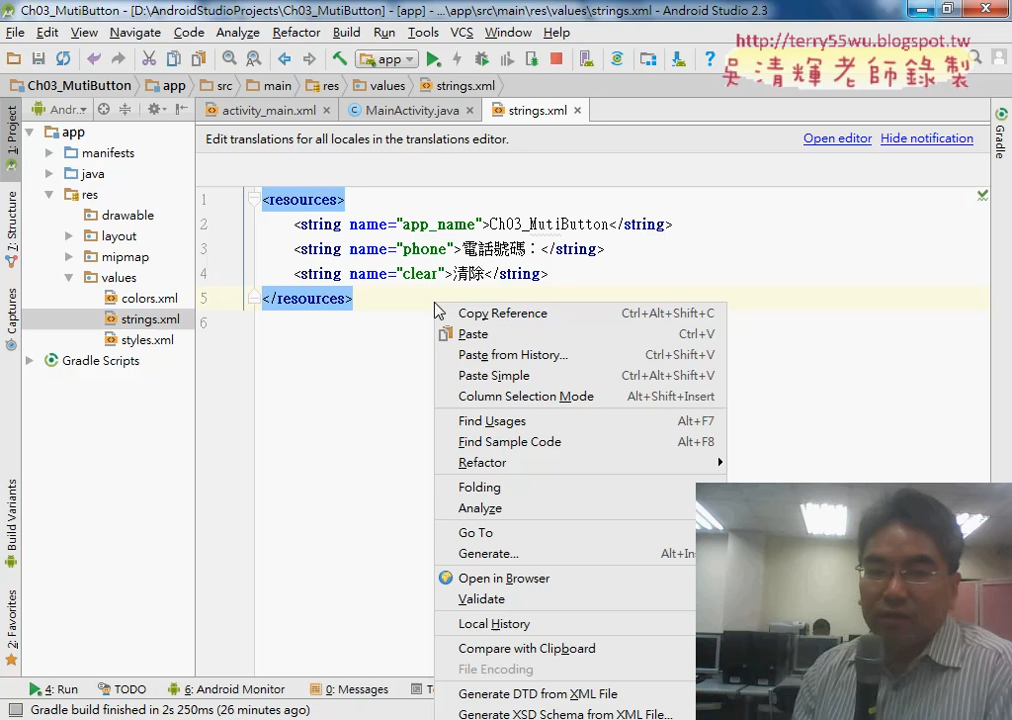 Ch03_MutiButton - [D:\AndroidStudioProjects\Ch03_MutiButton] - [app] - ...\app\src\main\res\values\strings.xml - Android Studio 2.3
File Edit View Navigate Code Analyze Refactor Build Run Tools VCS Window Help
http://terry55wu.blogspot.tw
app
吳清輝老師錄製
Ch03_MutiButton app src main res values strings.xml
1: Project
Andr..
activity_main.xml MainActivity.java strings.xml
Gradle
app
manifests
java
res
drawable
layout
mipmap
values
colors.xml
strings.xml
styles.xml
Gradle Scripts
7: Structure
Captures
Build Variants
2: Favorites
Edit translations for all locales in the translations editor. Open editor Hide notification
1 <resources>
2 <string name="app_name">Ch03_MutiButton</string>
3 <string name="phone">電話號碼：</string>
4 <string name="clear">清除</string>
5 </resources>
6
Copy Reference Ctrl+Alt+Shift+C
Paste Ctrl+V
Paste from History... Ctrl+Shift+V
Paste Simple Ctrl+Alt+Shift+V
Column Selection Mode Alt+Shift+Insert
Find Usages Alt+F7
Find Sample Code Alt+F8
Refactor
Folding
Analyze
Go To
Generate... Alt+In
Open in Browser
Validate
Local History
Compare with Clipboard
File Encoding
Generate DTD from XML File
Generate XSD Schema from XML File...
4: Run TODO 6: Android Monitor 0: Messages
Gradle build finished in 2s 250ms (26 minutes ago)